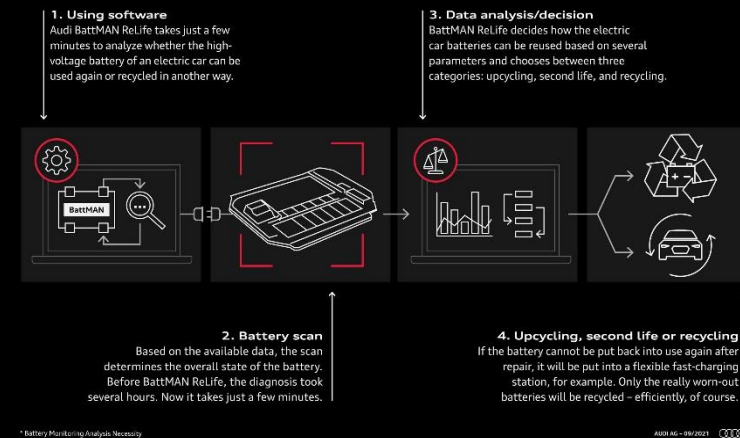 1. Using software
Audi BattMAN ReLife takes just a few
minutes to analyze whether the high-
voltage battery of an electric car can be
used again or recycled in another way.
3. Data analysis/decision
BattMAN ReLife decides how the electric
car batteries can be reused based on several
parameters and chooses between three
categories: upcycling, second life, and recycling.
BattMAN
2. Battery scan
Based on the available data, the scan
determines the overall state of the battery.
Before BattMAN ReLife, the diagnosis took
several hours. Now it takes just a few minutes.
4. Upcycling, second life or recycling
If the battery cannot be put back into use again after
repair, it will be put into a flexible fast-charging
station, for example. Only the really worn-out
batteries will be recycled – efficiently, of course.
* Battery Monitoring Analysis Necessity
AUDI AG – 09/2021